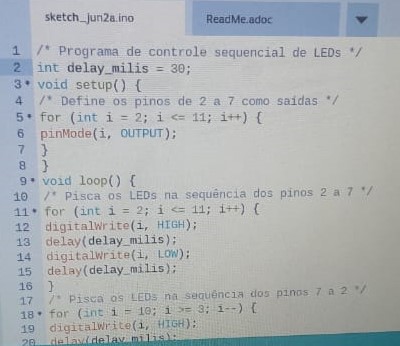 sketch_jun2a.ino
ReadMe.adoc
1 /* Programa de controle sequencial de LEDs */
2 int delay_milis = 30;
3 void setup() {
4 /* Define os pinos de 2 a 7 como saídas */
5 for (int i = 2; i <= 11; i++) {
6 pinMode(i, OUTPUT);
7 }
8 }
9 void loop() {
10 /* Pisca os LEDs na sequência dos pinos 2 a 7 */
11 for (int i = 2; i <= 11; i++) {
12 digitalWrite(i, HIGH);
13 delay(delay_milis);
14 digitalWrite(i, LOW);
15 delay(delay_milis);
16 }
17 /* Pisca os LEDs na sequência dos pinos 7 a 2 */
18 for (int i = 10; i >= 3; i--) {
19 digitalWrite(i, HIGH);
20 delay(delay_milis);